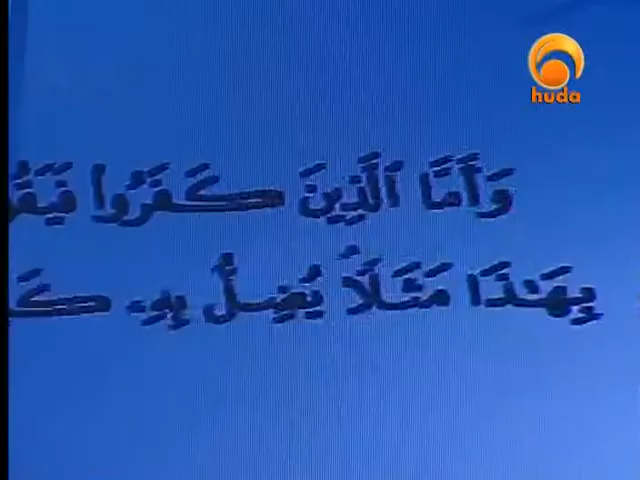 huda
وَأَمَّا ٱلَّذِينَ كَفَرُوا
بِهَٰذَا مَثَلًا يُضِلُّ بِهِۦ